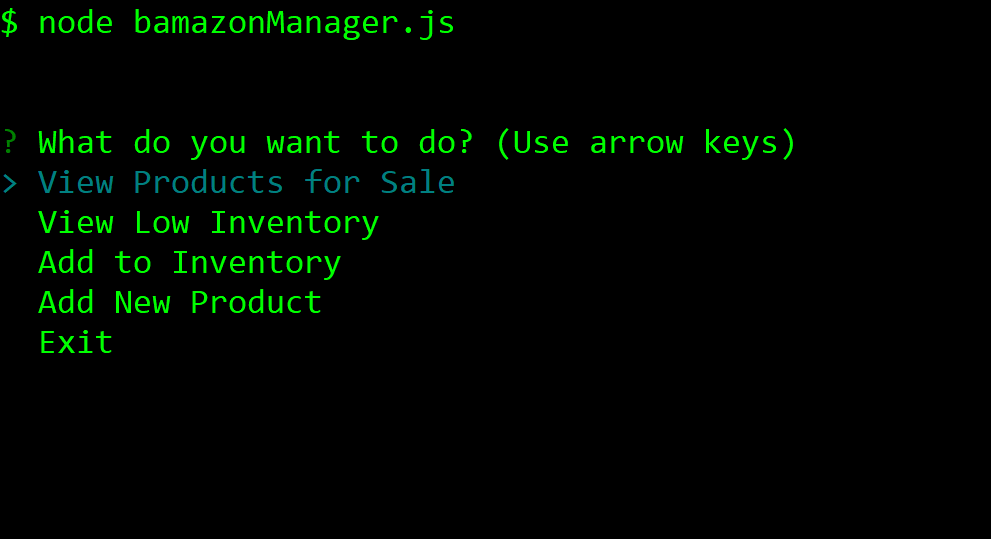 $ node bamazonManager.js
? What do you want to do? (Use arrow keys)
> View Products for Sale
View Low Inventory
Add to Inventory
Add New Product
Exit